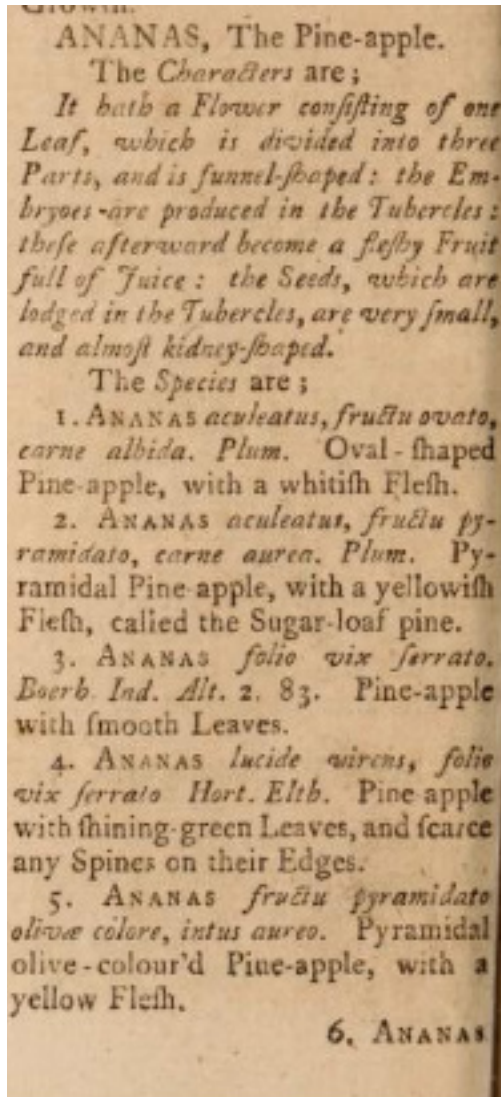 Growth.
ANANAS, The Pine-apple.
The Characters are;
It hath a Flower conſiſting of one
Leaf, which is divided into three
Parts, and is funnel-ſhaped: the Em-
bryoes are produced in the Tubercles:
theſe afterward become a fleſhy Fruit
full of Juice: the Seeds, which are
lodged in the Tubercles, are very ſmall,
and almoſt kidney-ſhaped.
The Species are;
1. ANANAS aculeatus, fructu ovato,
carne albida. Plum. Oval-ſhaped
Pine-apple, with a whitiſh Fleſh.
2. ANANAS aculeatus, fructu py-
ramidato, carne aurea. Plum. Py-
ramidal Pine-apple, with a yellowiſh
Fleſh, called the Sugar-loaf pine.
3. ANANAS folio vix ſerrato.
Boerb. Ind. Alt. 2. 83. Pine-apple
with ſmooth Leaves.
4. ANANAS lucide virens, folio
vix ſerrato Hort. Elth. Pine apple
with ſhining-green Leaves, and ſcarce
any Spines on their Edges.
5. ANANAS fructu pyramidato
olivæ colore, intus aureo. Pyramidal
olive-colour'd Pine-apple, with a
yellow Fleſh.
6. ANANAS